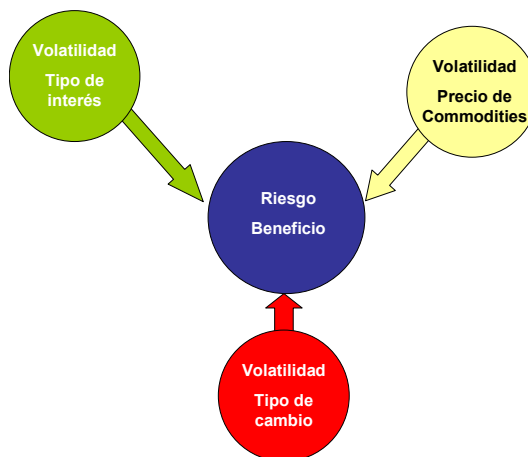 Volatilidad
Tipo de
interés
Volatilidad
Precio de
Commodities
Riesgo
Beneficio
Volatilidad
Tipo de
cambio